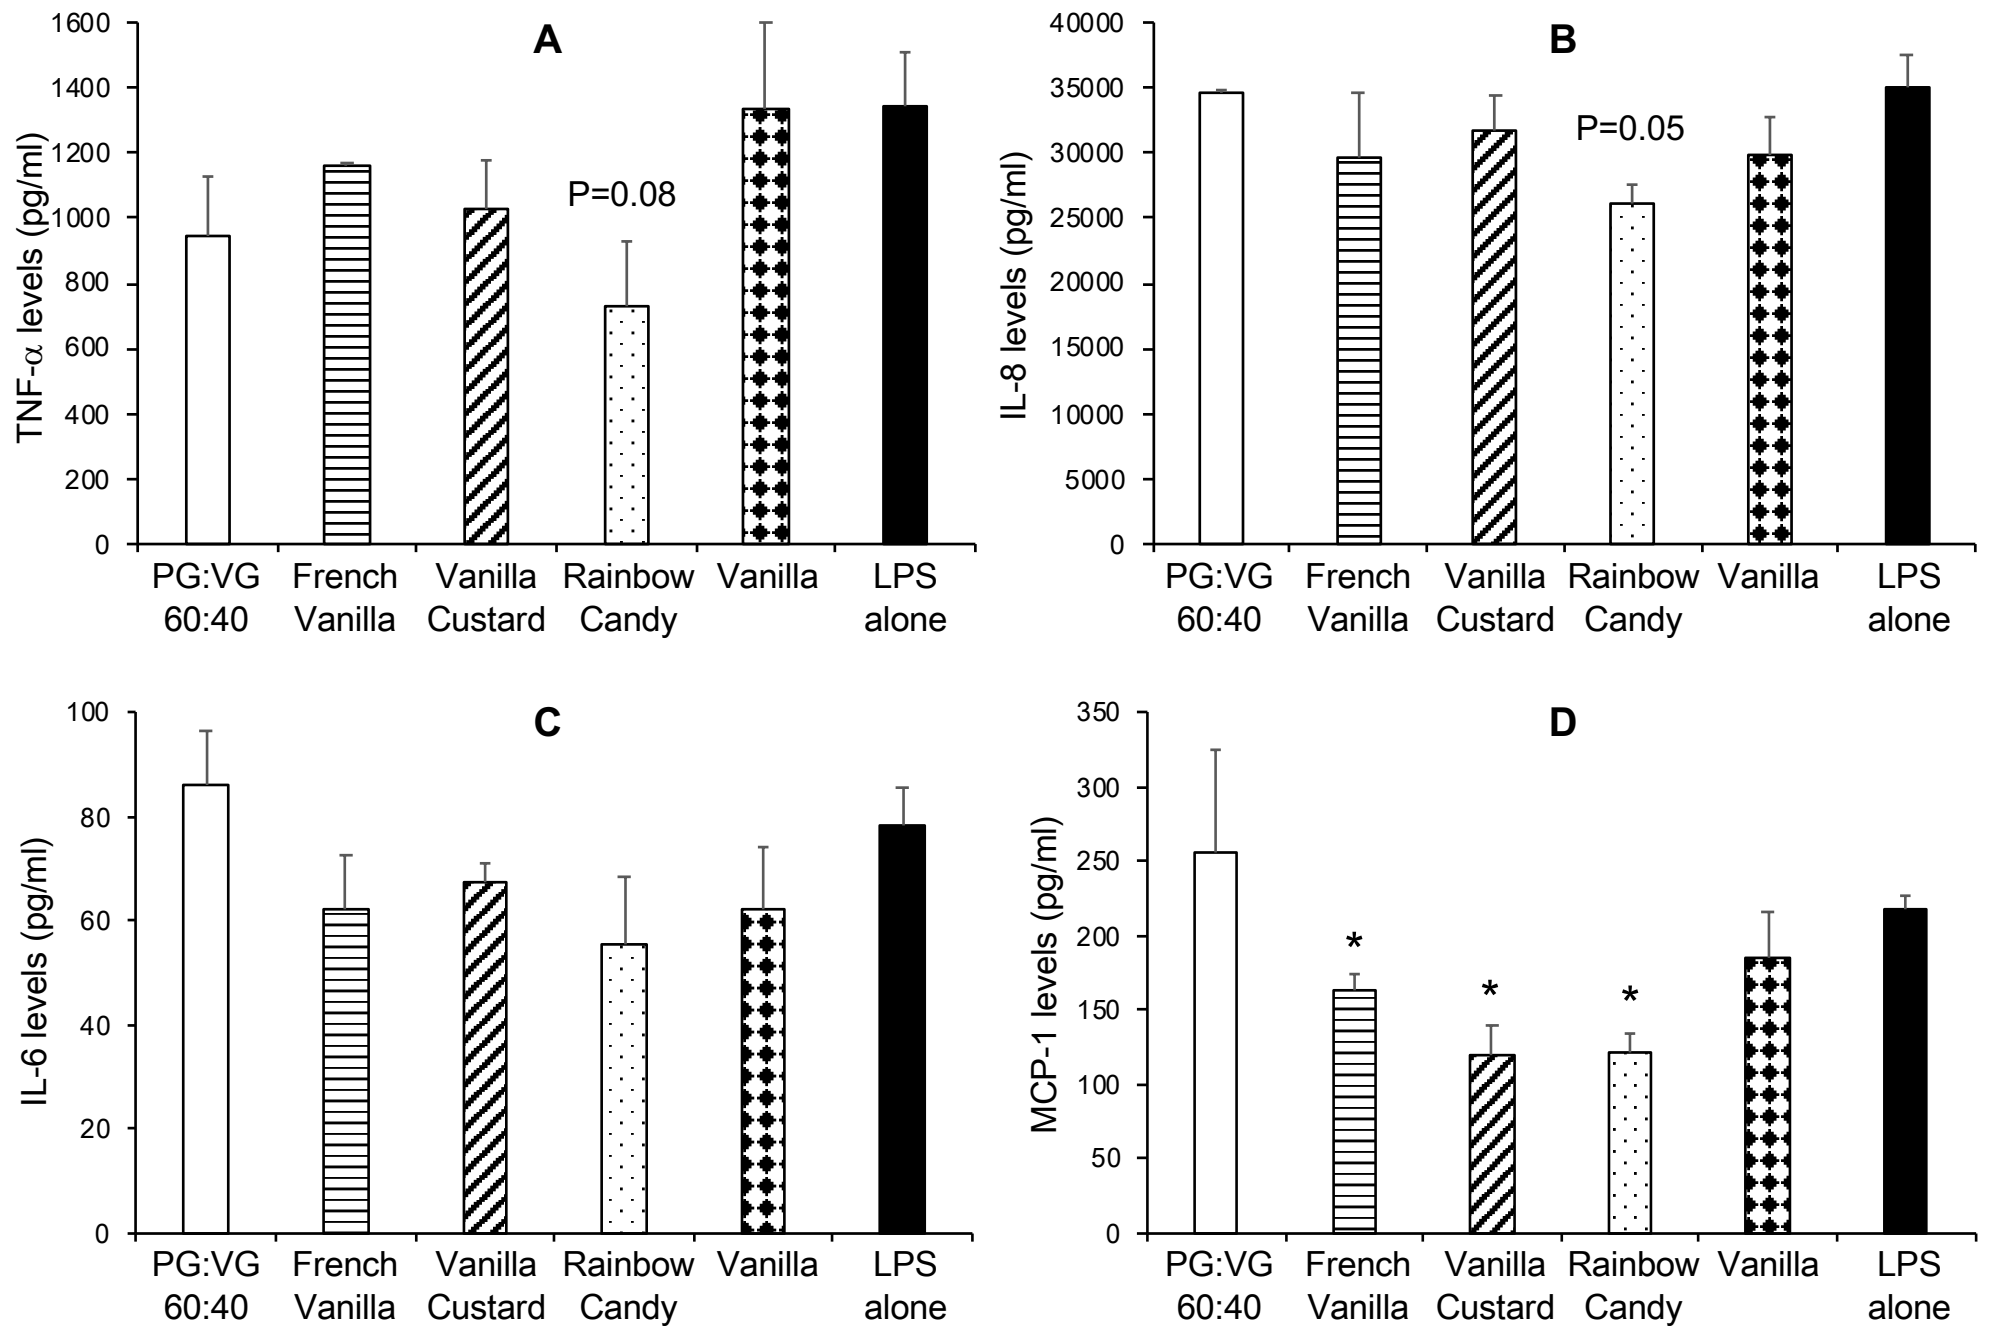 A
TNF-α levels (pg/ml)
1600
1400
1200
1000
800
600
400
200
0
P=0.08
PG:VG French Vanilla Rainbow Vanilla LPS
60:40 Vanilla Custard Candy alone
B
IL-8 levels (pg/ml)
40000
35000
30000
25000
20000
15000
10000
5000
0
P=0.05
PG:VG French Vanilla Rainbow Vanilla LPS
60:40 Vanilla Custard Candy alone
C
IL-6 levels (pg/ml)
100
80
60
40
20
0
PG:VG French Vanilla Rainbow Vanilla LPS
60:40 Vanilla Custard Candy alone
D
MCP-1 levels (pg/ml)
350
300
250
200
150
100
50
0
* * *
PG:VG French Vanilla Rainbow Vanilla LPS
60:40 Vanilla Custard Candy alone